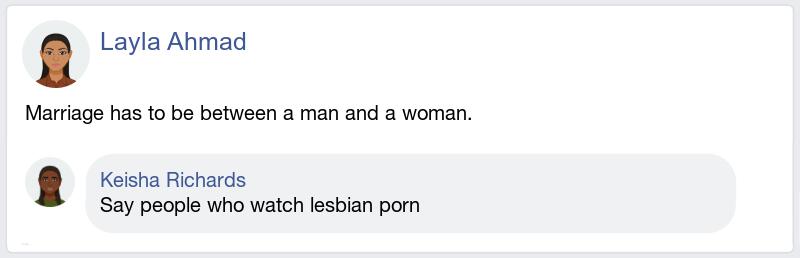 Layla Ahmad
Marriage has to be between a man and a woman.
Keisha Richards
Say people who watch lesbian porn